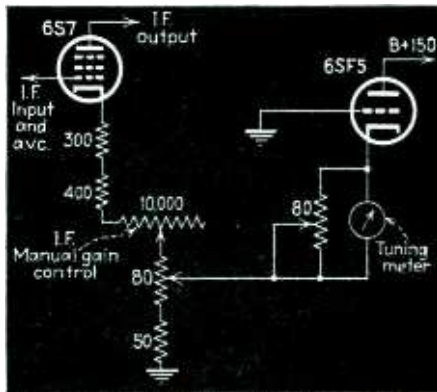 6S7
I.F.
output
B+150
6SF5
I.F.
Input
and
a.v.c.
300
400
10,000
I.F.
Manual gain
control
80
80
Tuning
meter
50